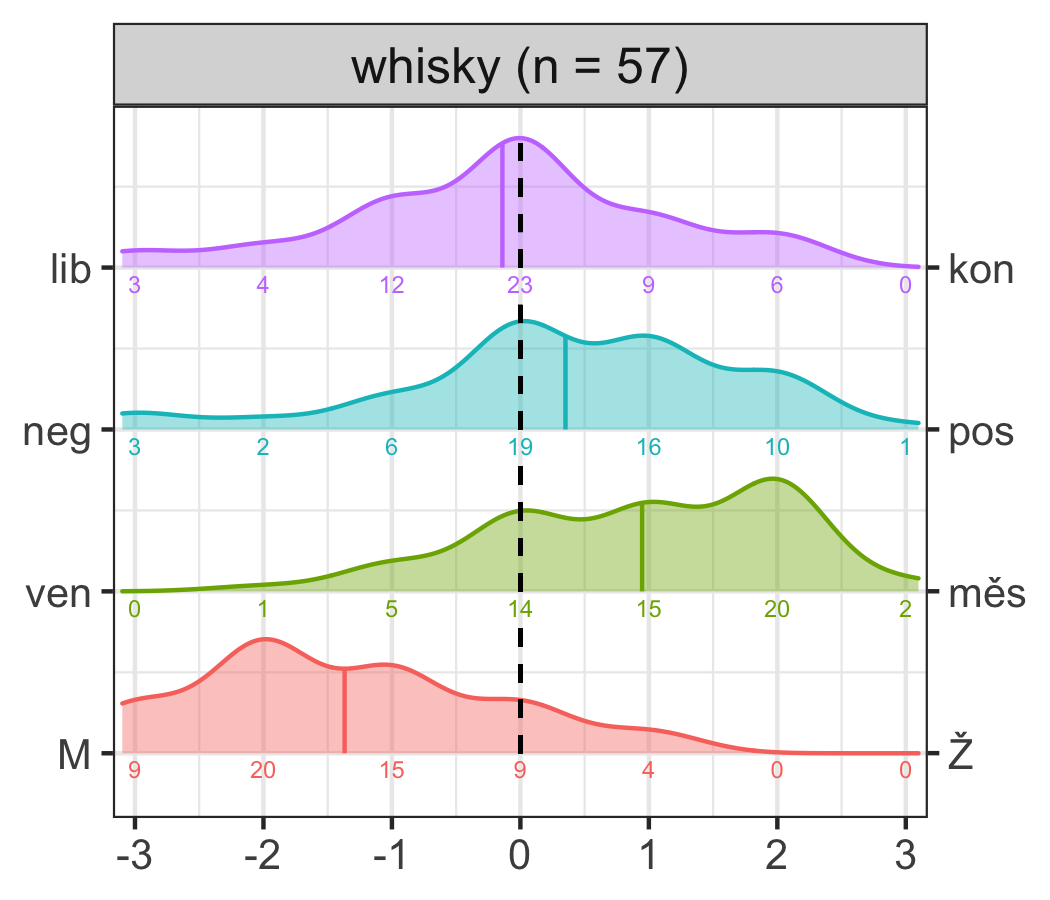 whisky (n = 57)
lib kon
3 4 12 23 9 6 0
neg pos
3 2 6 19 16 10 1
ven měs
0 1 5 14 15 20 2
M Ž
9 20 15 9 4 0 0
-3 -2 -1 0 1 2 3